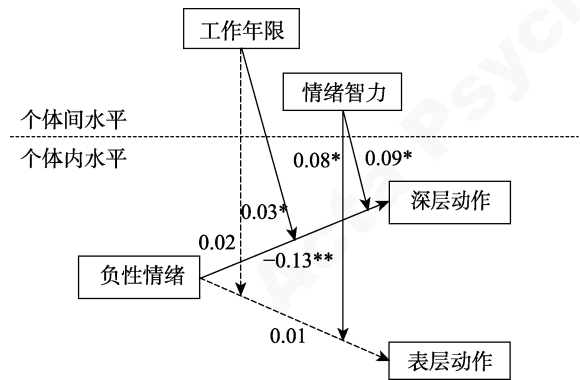 工作年限
情绪智力
个体间水平
个体内水平
0.08*
0.09*
深层动作
0.03*
0.02
−0.13**
负性情绪
0.01
表层动作
Acta Psych